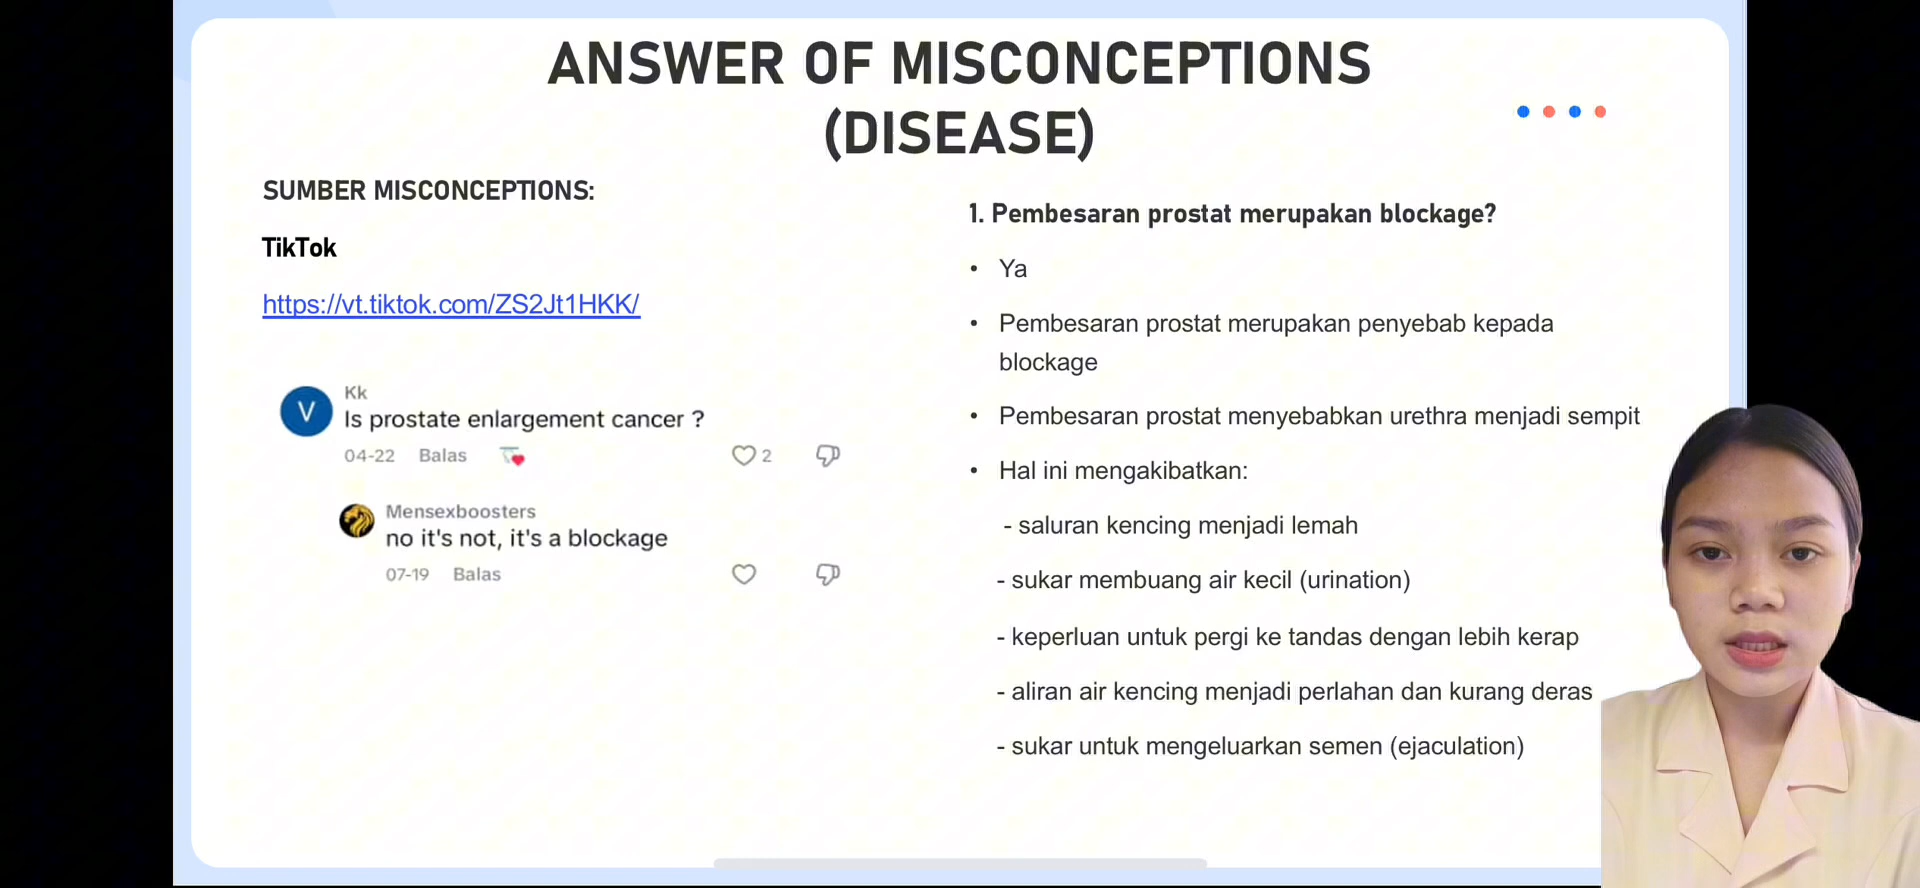 ANSWER OF MISCONCEPTIONS
(DISEASE)
SUMBER MISCONCEPTIONS:
TikTok
https://vt.tiktok.com/ZS2Jt1HKK/
V
Kk
Is prostate enlargement cancer ?
04-22 Balas 2
Mensexboosters
no it's not, it's a blockage
07-19 Balas
1. Pembesaran prostat merupakan blockage?
• Ya
• Pembesaran prostat merupakan penyebab kepada
blockage
• Pembesaran prostat menyebabkan urethra menjadi sempit
• Hal ini mengakibatkan:
- saluran kencing menjadi lemah
- sukar membuang air kecil (urination)
- keperluan untuk pergi ke tandas dengan lebih kerap
- aliran air kencing menjadi perlahan dan kurang deras
- sukar untuk mengeluarkan semen (ejaculation)